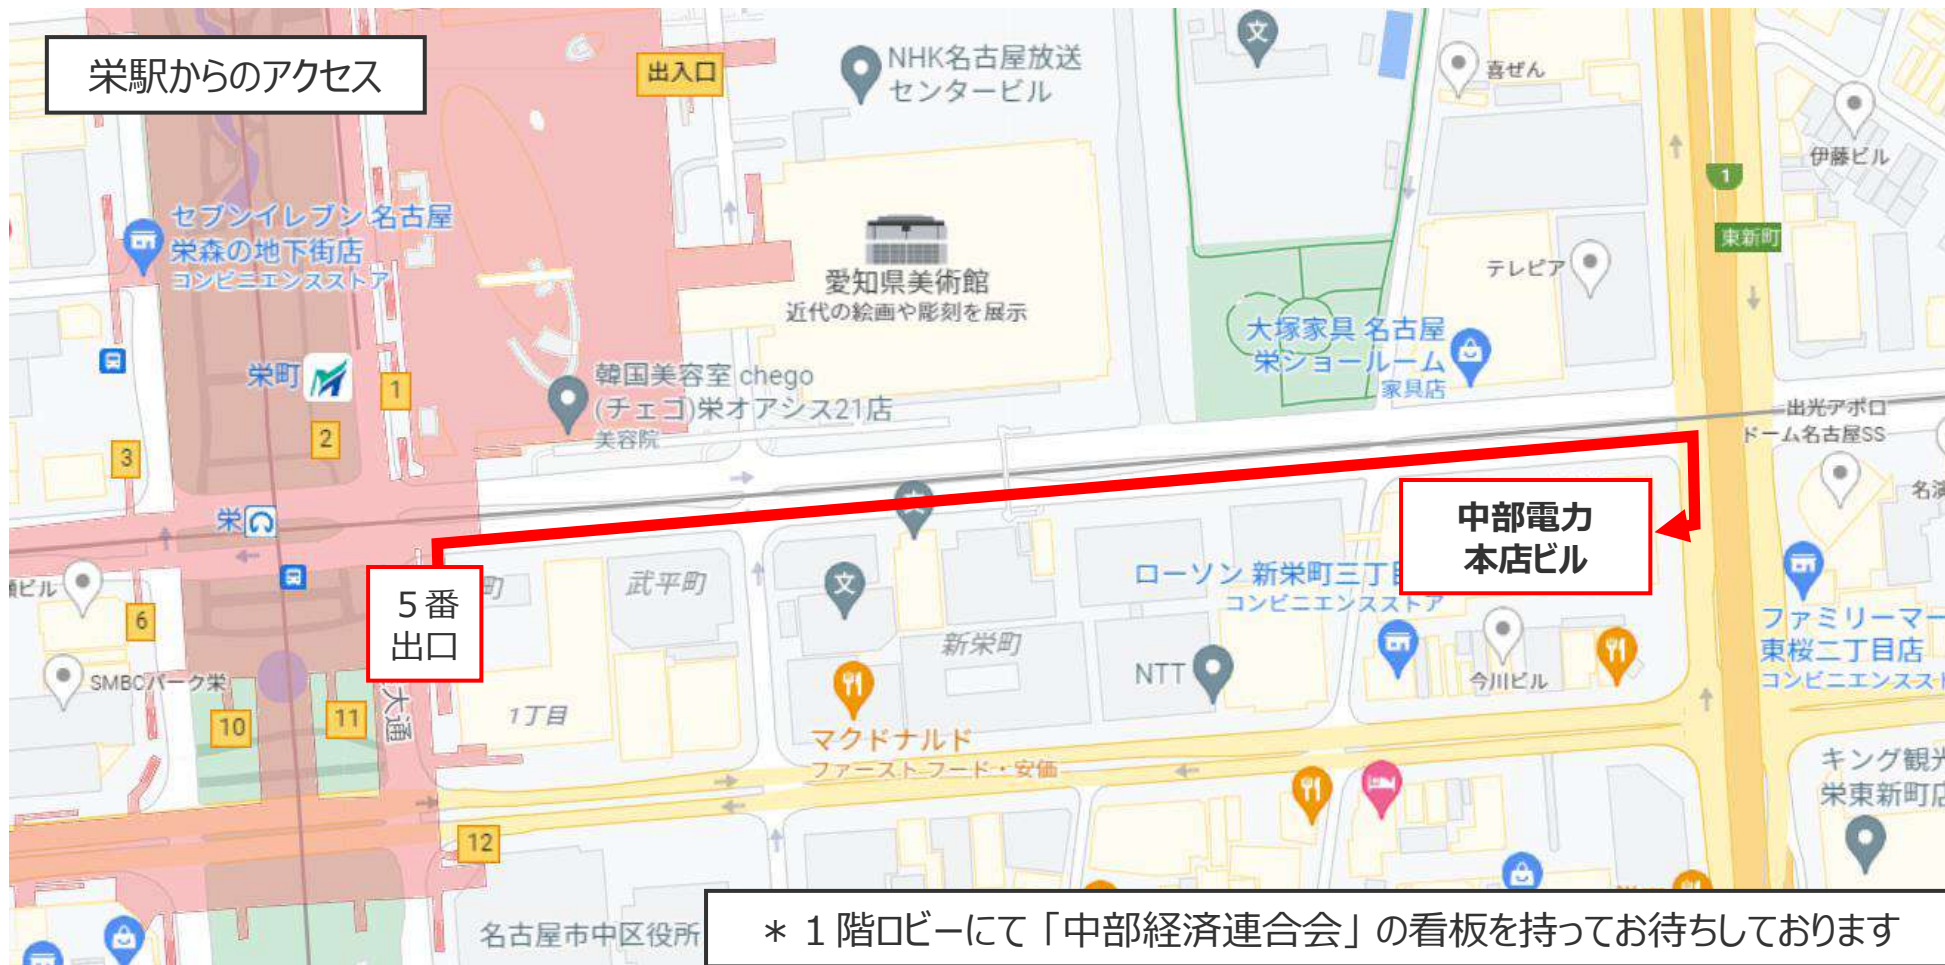 栄駅からのアクセス
出入口
NHK名古屋放送
センタービル
文
喜ぜん
伊藤ビル
1
東新町
セブンイレブン 名古屋
栄森の地下街店
コンビニエンスストア
愛知県美術館
近代の絵画や彫刻を展示
テレピア
大塚家具 名古屋
栄ショールーム
家具店
栄町
1
2
3
韓国美容室 chego
(チェゴ)栄オアシス21店
美容院
出光アポロ
ドーム名古屋SS
栄
中部電力
本店ビル
5番
出口
町
武平町
文
ローソン 新栄町三丁目
コンビニエンスストア
ビル
6
新栄町
NTT
今川ビル
ファミリーマー
東桜二丁目店
コンビニエンススト
SMBCパーク栄
10
11
大通
1丁目
マクドナルド
ファーストフード・安価
キング観光
栄東新町店
12
名古屋市中区役所
＊1階ロビーにて「中部経済連合会」の看板を持ってお待ちしております